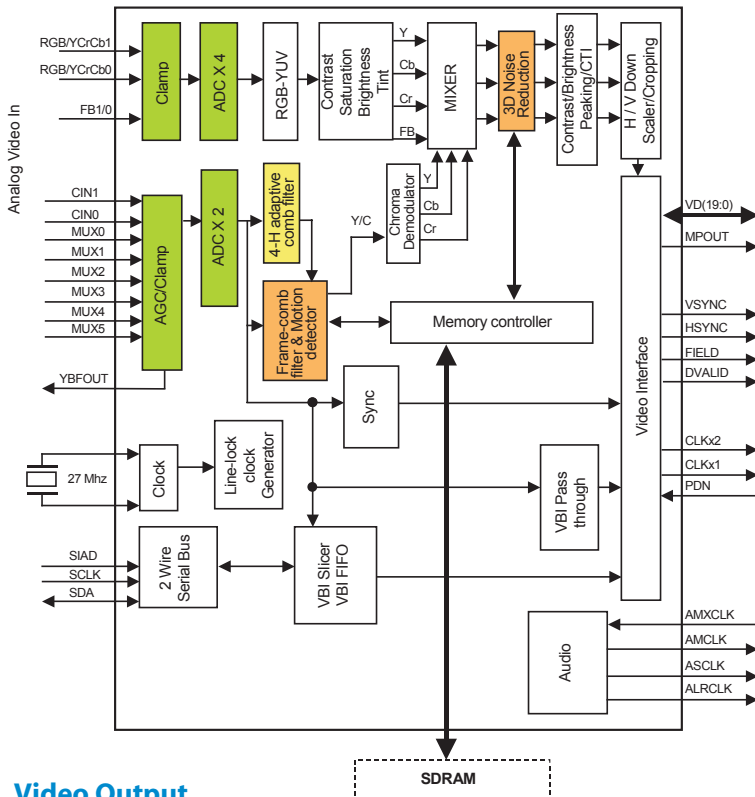 Analog Video In
RGB/YCrCb1
RGB/YCrCb0
FB1/0
Clamp
ADC X 4
RGB-YUV
Contrast
Saturation
Brightness
Tint
Y
Cb
Cr
FB
MIXER
3D Noise
Reduction
Contrast/Brightness
Peaking/CTI
H / V Down
Scaler/Cropping
CIN1
CIN0
MUX0
MUX1
MUX2
MUX3
MUX4
MUX5
YBFOUT
AGC/Clamp
ADC X 2
4-H adaptive
comb filter
Frame-comb
filter & Motion
detector
Y/C
Chroma
Demodulator
Y
Cb
Cr
Memory controller
Sync
Video Interface
VD(19:0)
MPOUT
VSYNC
HSYNC
FIELD
DVALID
CLKx2
CLKx1
PDN
27 Mhz
Clock
Line-lock
clock
Generator
VBI Pass
through
SIAD
SCLK
SDA
2 Wire
Serial Bus
VBI Slicer
VBI FIFO
Audio
AMXCLK
AMCLK
ASCLK
ALRCLK
SDRAM
Video Output